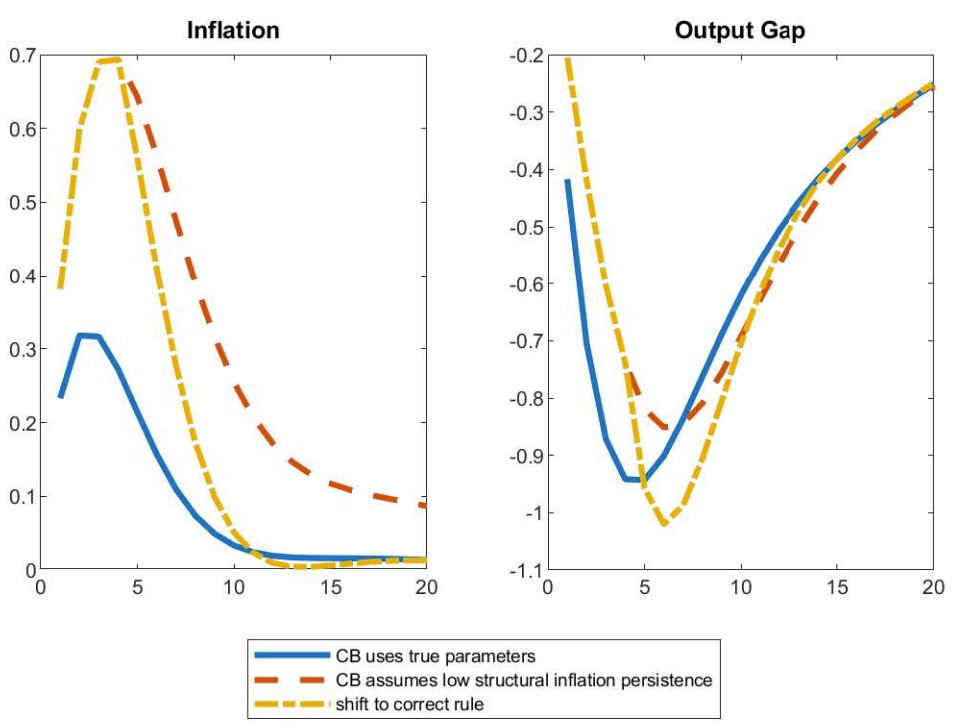 Inflation
0.7
0.6
0.5
0.4
0.3
0.2
0.1
0
0 5 10 15 20
Output Gap
-0.2
-0.3
-0.4
-0.5
-0.6
-0.7
-0.8
-0.9
-1
-1.1
0 5 10 15 20
CB uses true parameters
CB assumes low structural inflation persistence
shift to correct rule